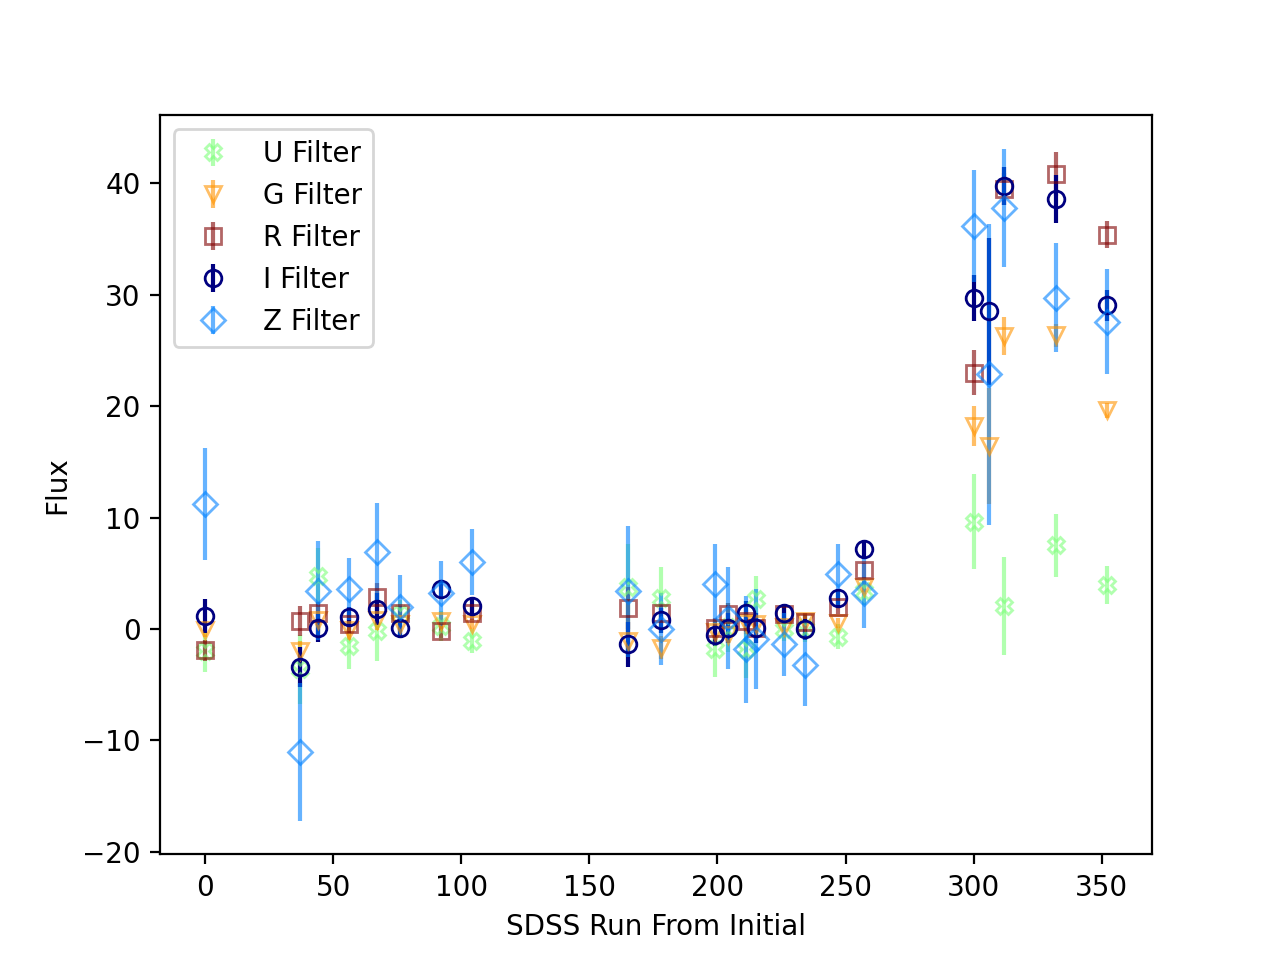 U Filter
G Filter
R Filter
I Filter
Z Filter
40
30
20
10
0
−10
−20
Flux
0 50 100 150 200 250 300 350
SDSS Run From Initial